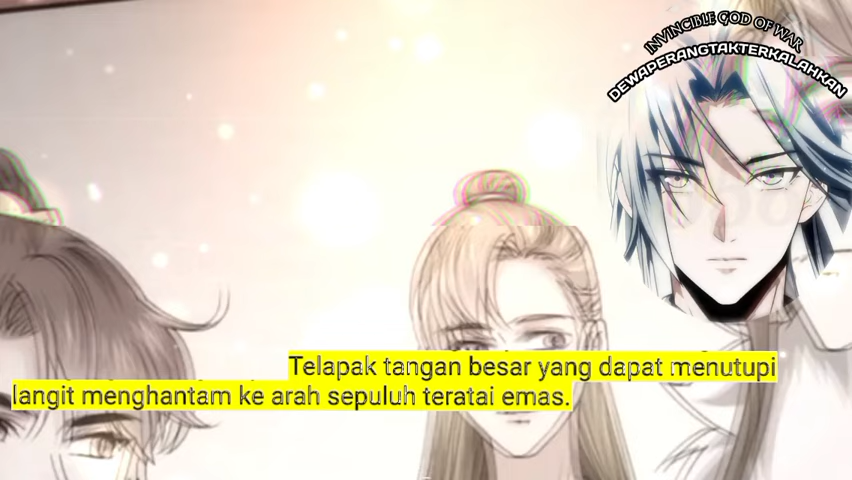 INVINCIBLE GOD OF WAR
DEWAPERANGTAKTERKALAHKAN
Telapak tangan besar yang dapat menutupi
langit menghantam ke arah sepuluh teratai emas.